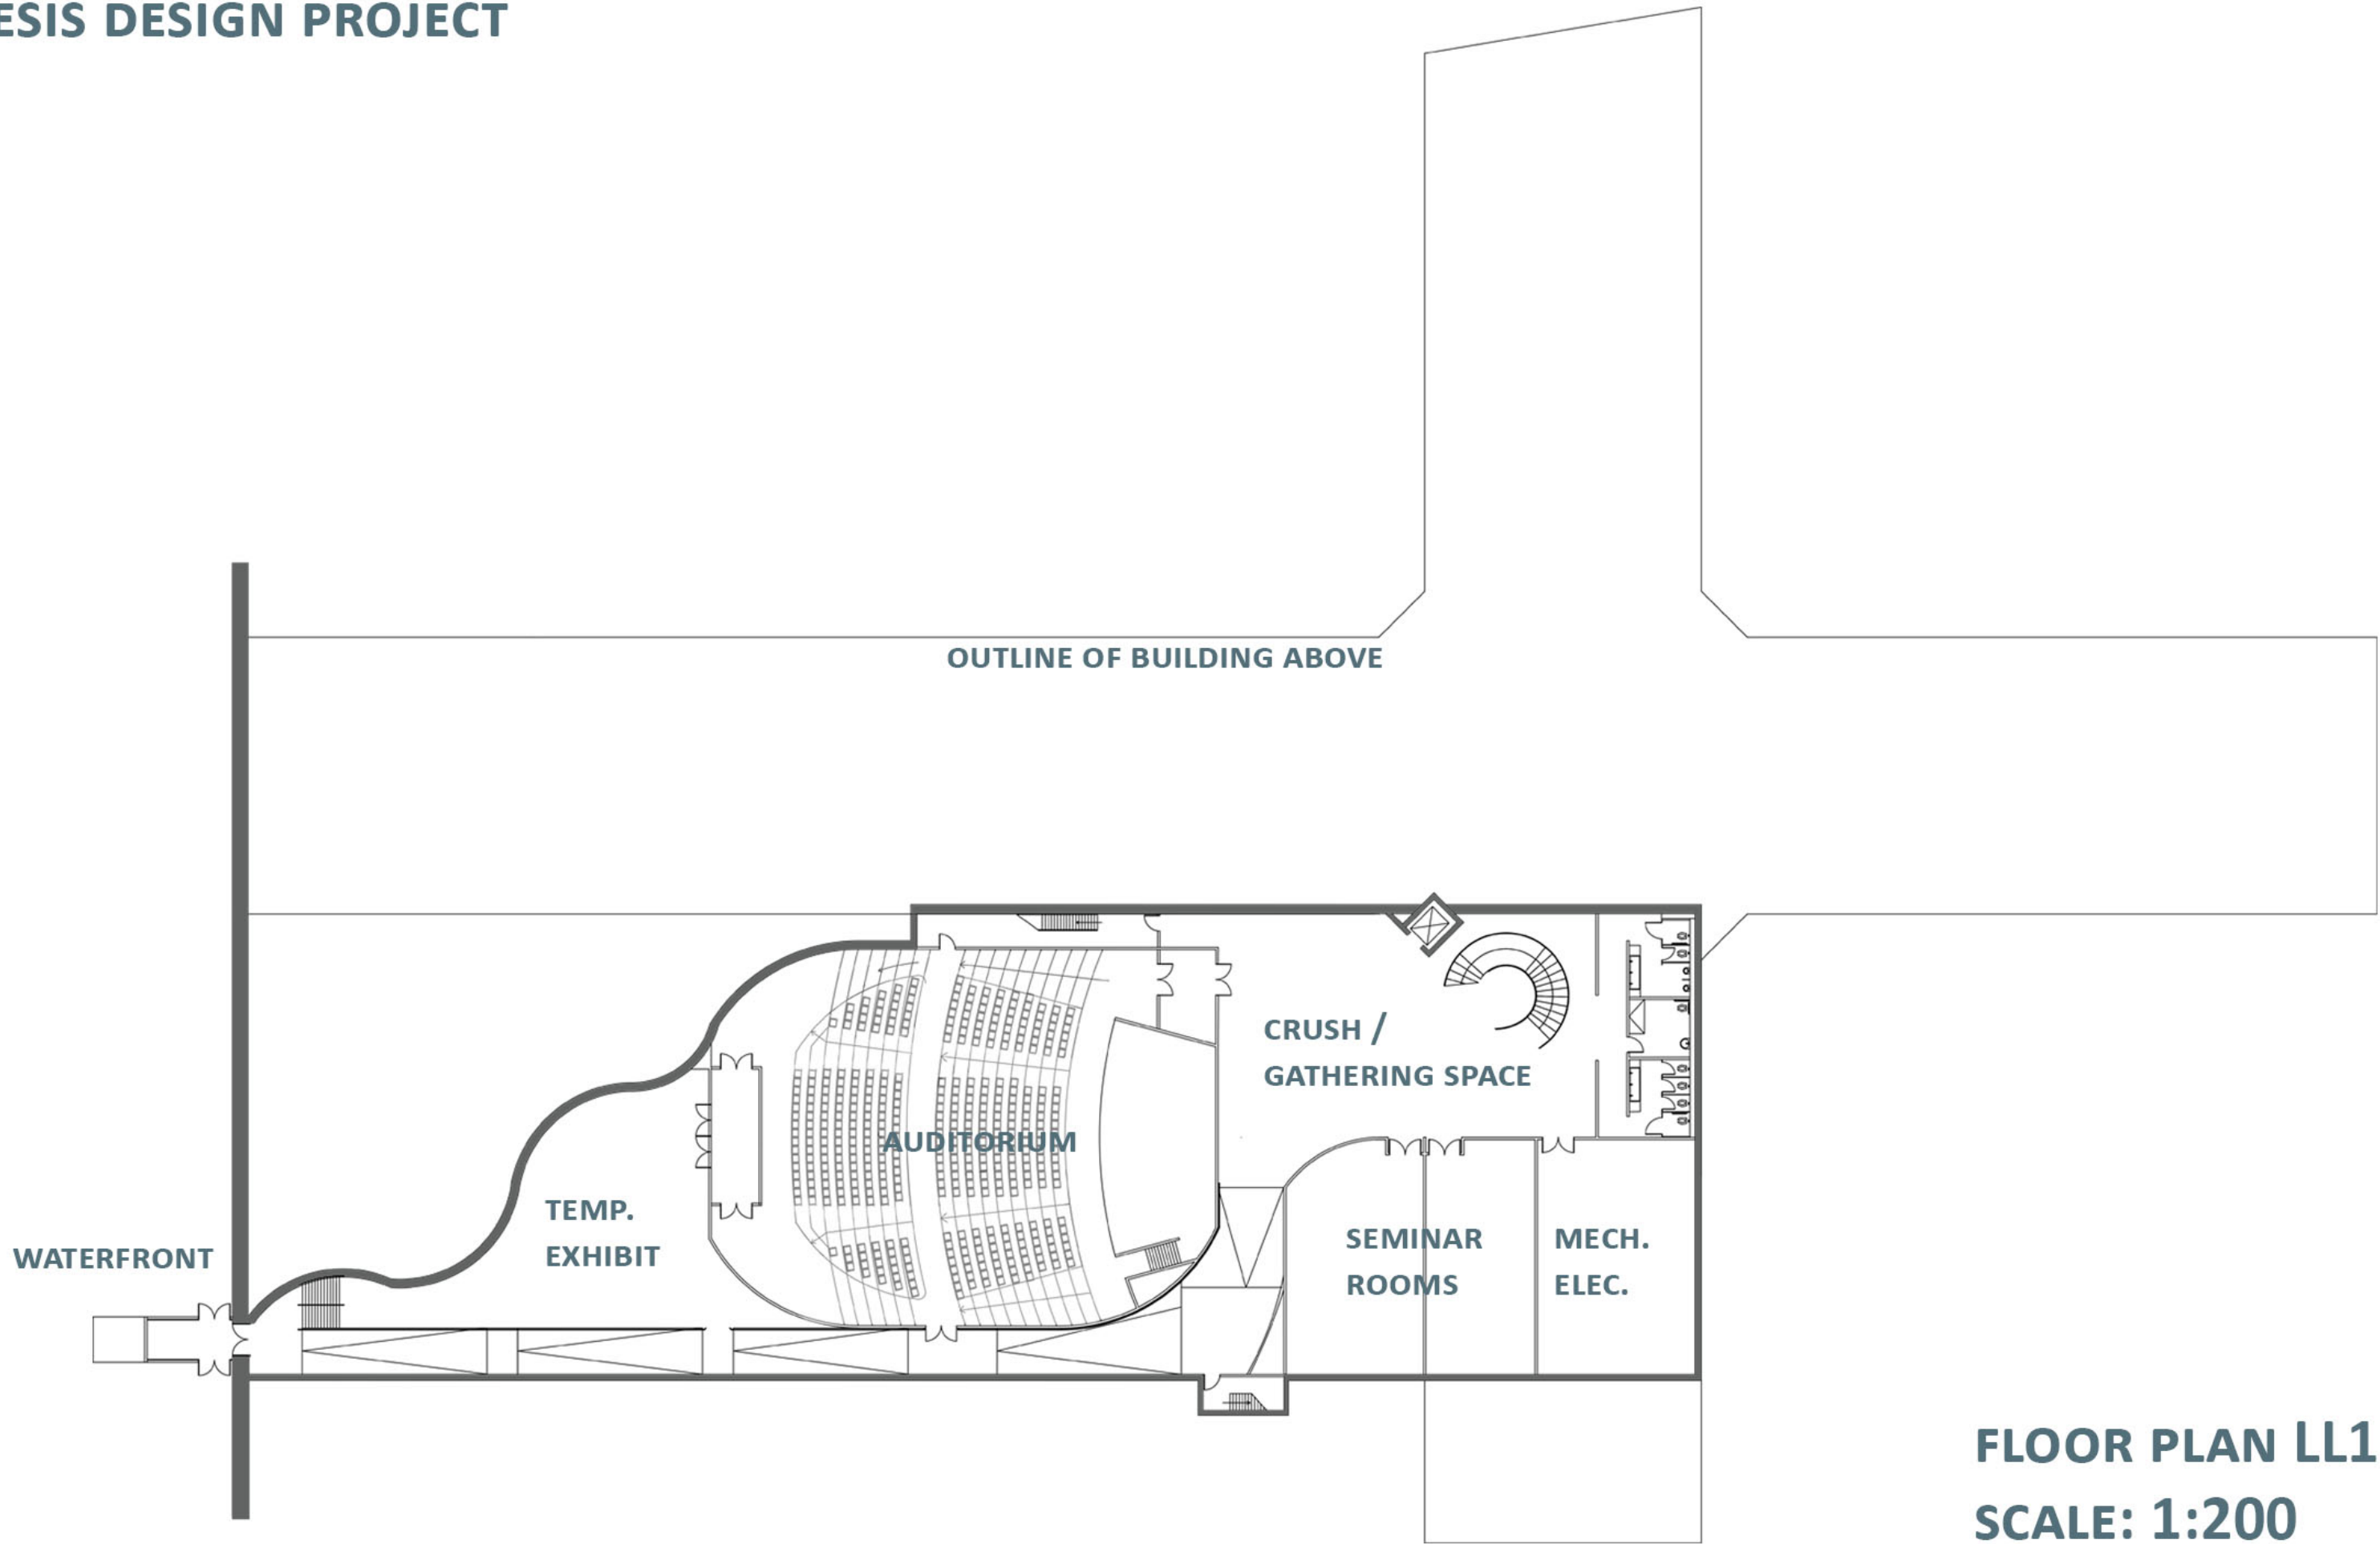 ESIS DESIGN PROJECT
OUTLINE OF BUILDING ABOVE
CRUSH /
GATHERING SPACE
AUDITORIUM
TEMP.
EXHIBIT
WATERFRONT
SEMINAR
ROOMS
MECH.
ELEC.
FLOOR PLAN LL1
SCALE: 1:200